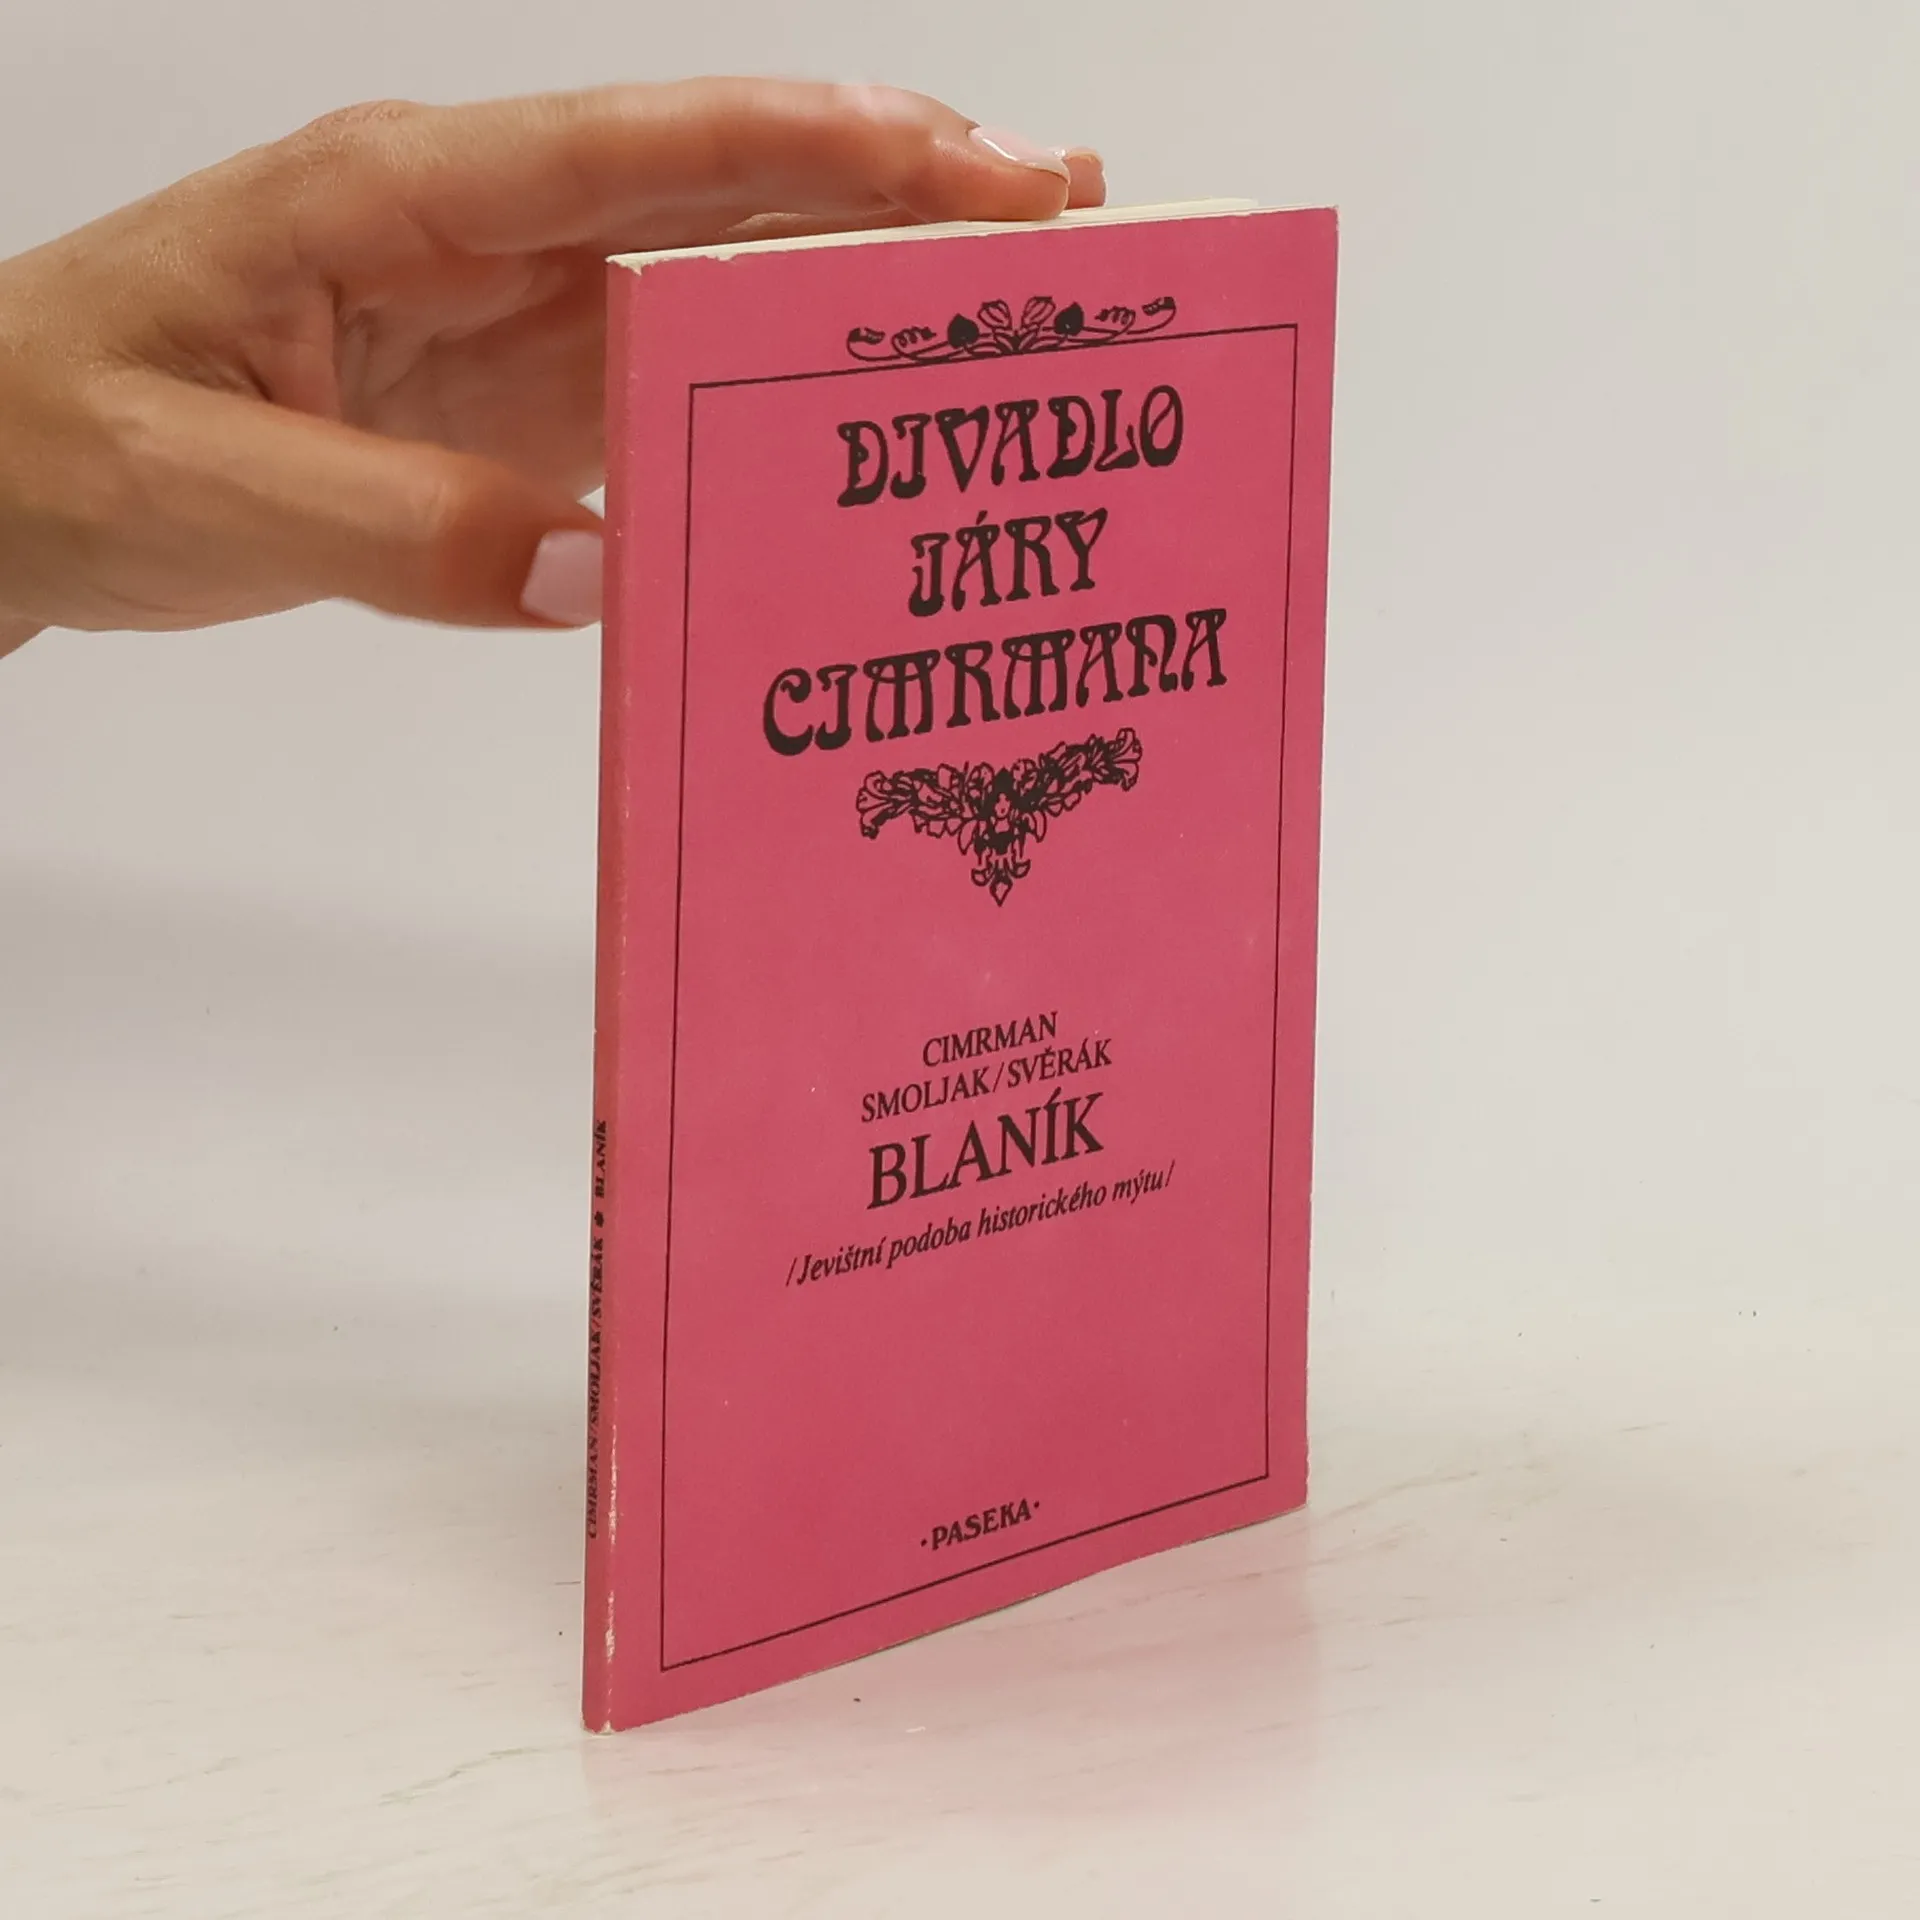 DIVADLO
JÁRY
CIMRMANA
CIMRMAN
SMOLJAK/SVĚRÁK
BLANÍK
/Jevištní podoba historického mýtu/
·PASEKA·
CIMRMAN/SMOLJAK/SVĚRÁK ♣ BLANÍK